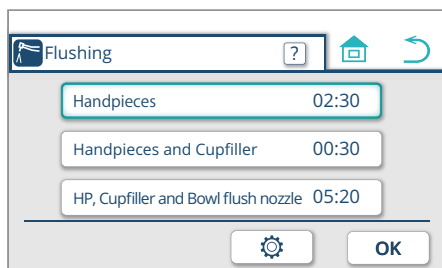 Flushing ?
Handpieces 02:30
Handpieces and Cupfiller 00:30
HP, Cupfiller and Bowl flush nozzle 05:20
OK